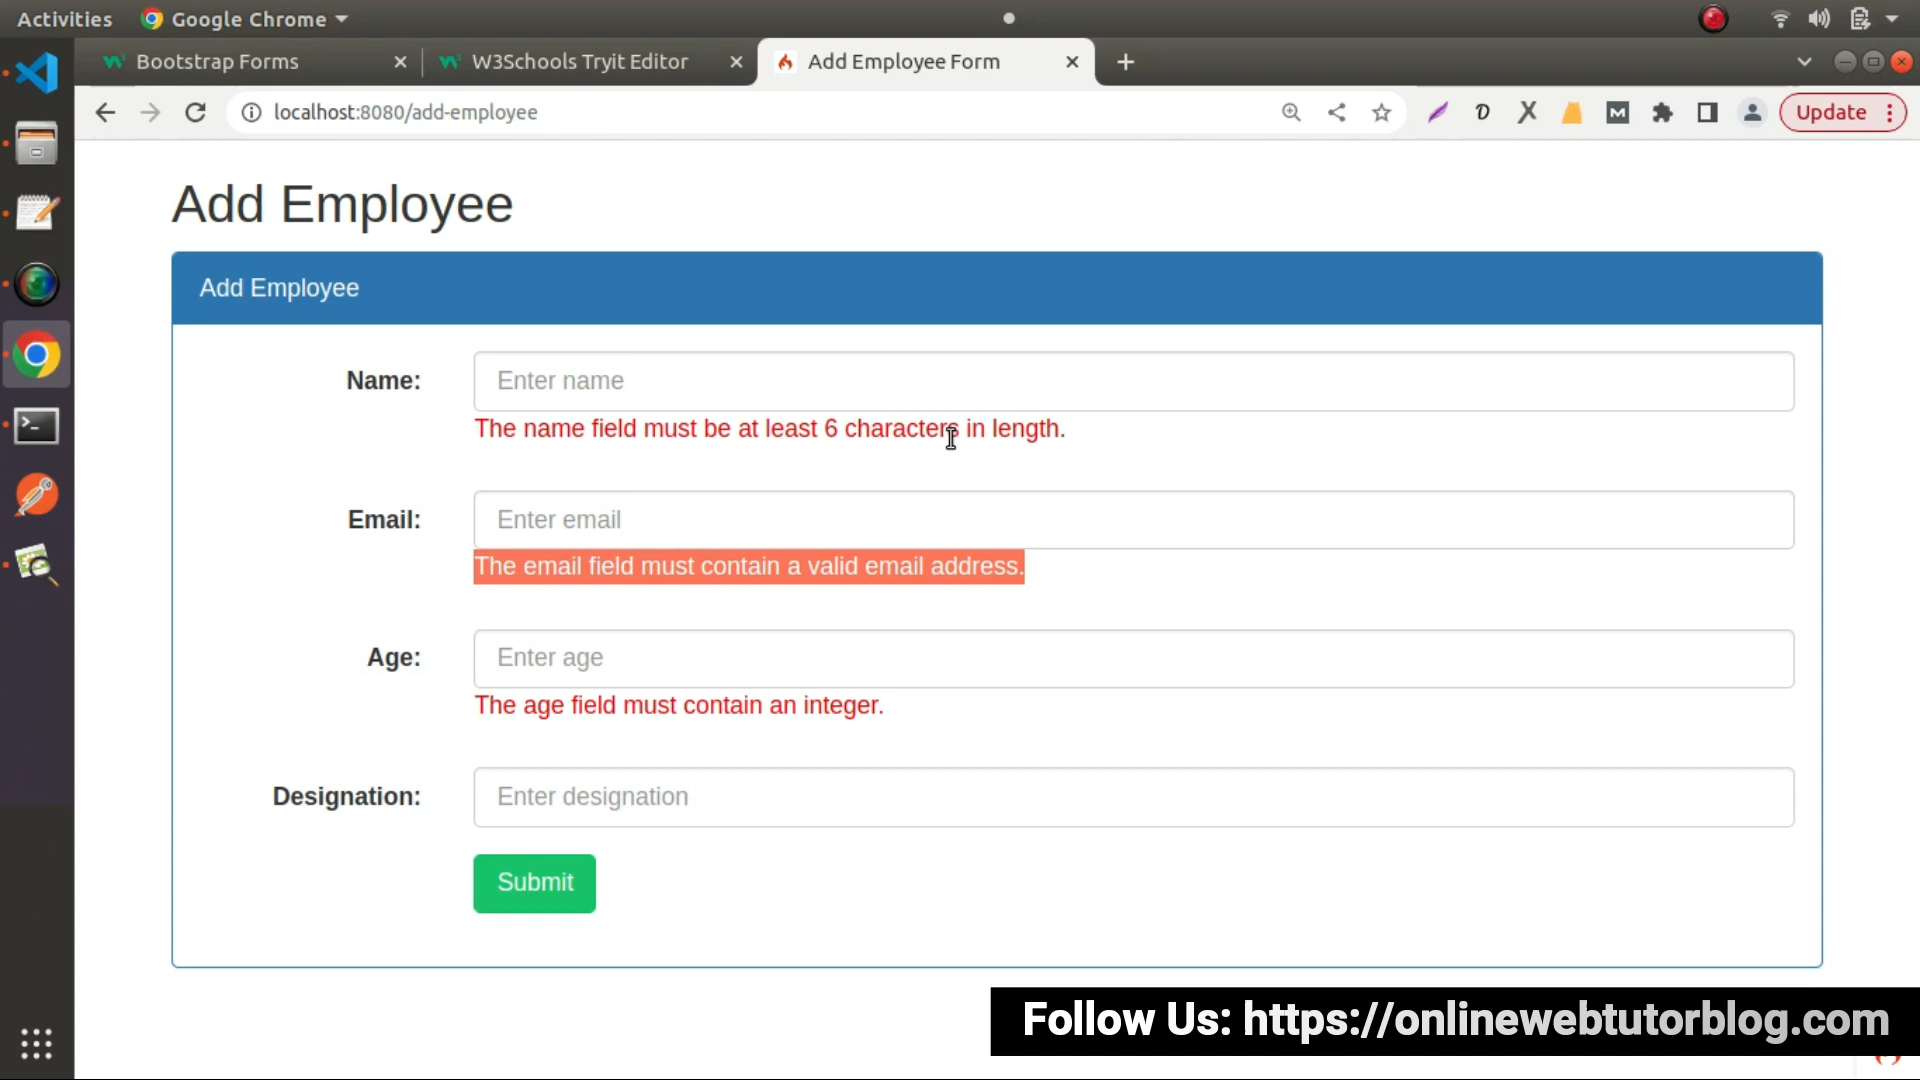 Activities Google Chrome
Bootstrap Forms W3Schools Tryit Editor Add Employee Form
localhost:8080/add-employee D X M Update
Add Employee
Add Employee
Name: Enter name
The name field must be at least 6 characters in length.
Email: Enter email
The email field must contain a valid email address.
Age: Enter age
The age field must contain an integer.
Designation: Enter designation
Submit
Follow Us: https://onlinewebtutorblog.com